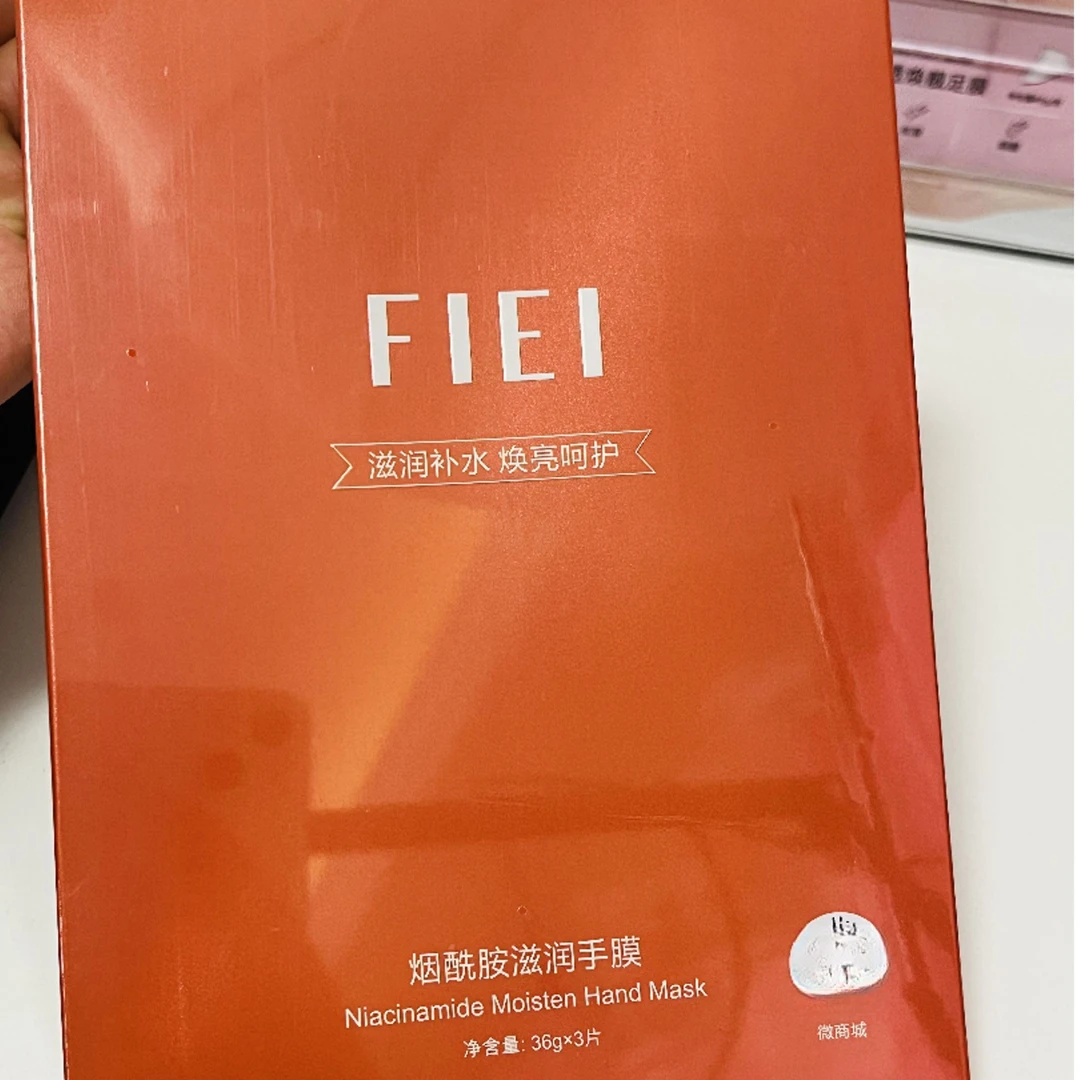 FIEI
滋润补水 焕亮呵护
烟酰胺滋润手膜
Niacinamide Moisten Hand Mask
净含量: 36g×3片
微商城